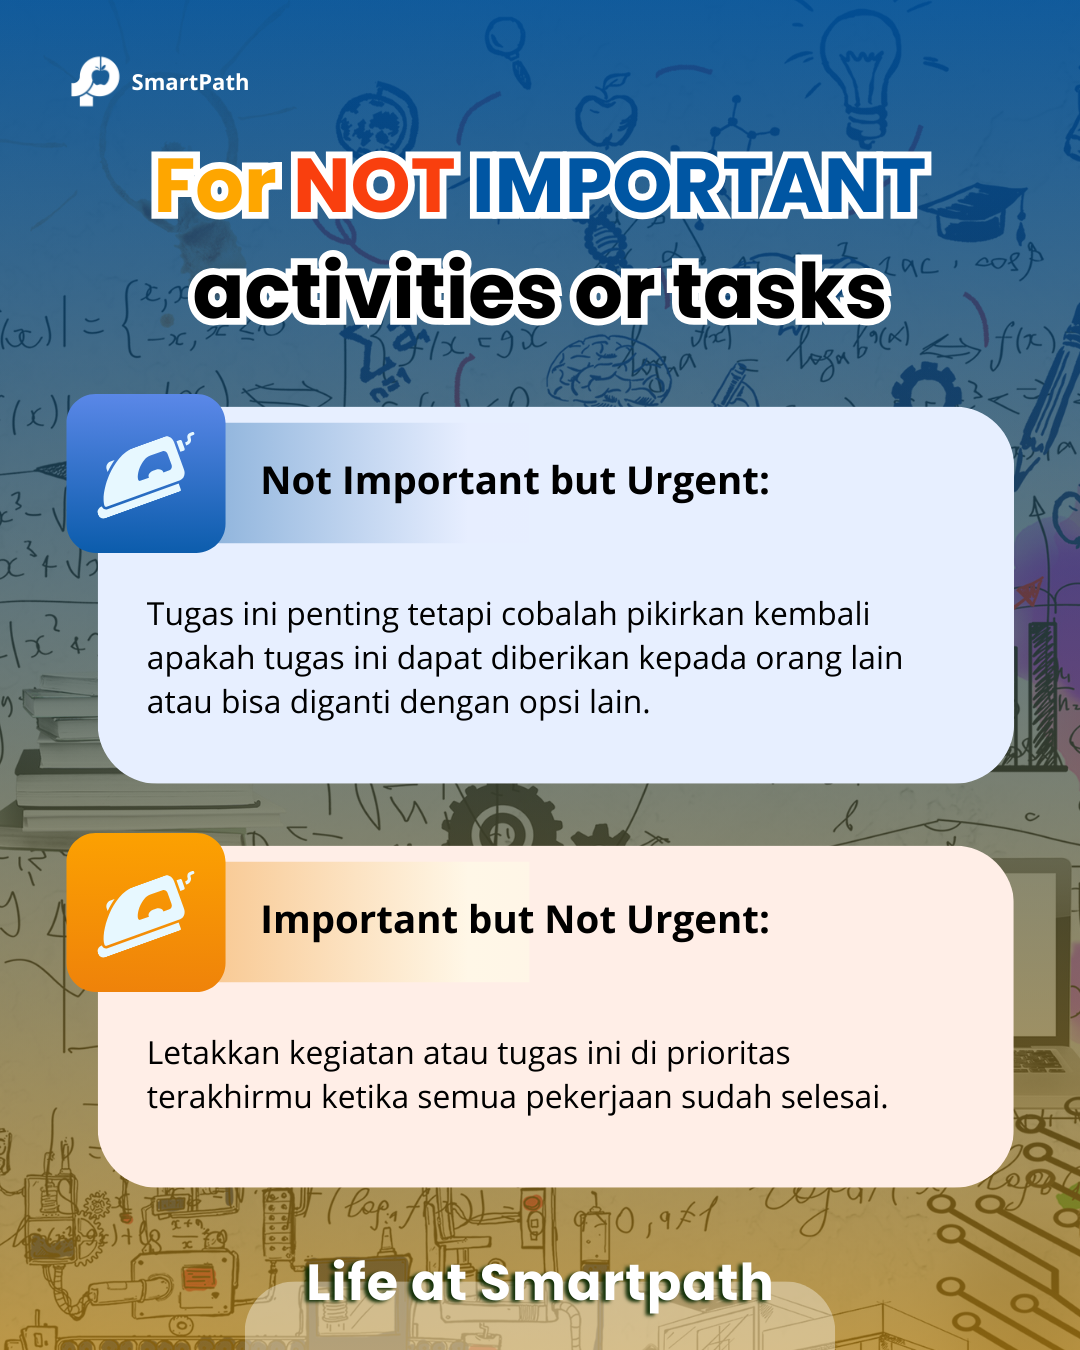 SmartPath
For NOT IMPORTANT
activities or tasks
Not Important but Urgent:
Tugas ini penting tetapi cobalah pikirkan kembali
apakah tugas ini dapat diberikan kepada orang lain
atau bisa diganti dengan opsi lain.
Important but Not Urgent:
Letakkan kegiatan atau tugas ini di prioritas
terakhirmu ketika semua pekerjaan sudah selesai.
Life at Smartpath